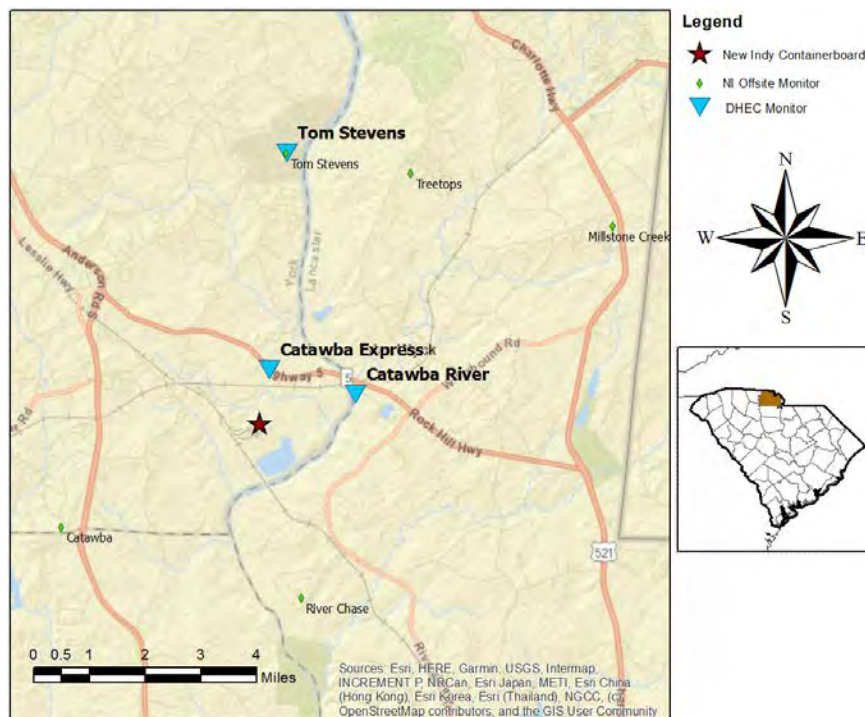 Legend
New Indy Containerboard
NI Offsite Monitor
DHEC Monitor
N
W
E
S
Charlotte Hwy
Tom Stevens
Tom Stevens
Treetops
Millstone Creek
Lesslie Hwy
Anderson Rd S
York
Lancaster
Catawba Express
ghway 5
5
Catawba River
Rock Hill Hwy
521
Catawba
River Chase
0 0.5 1 2 3 4
Miles
Sources: Esri, HERE, Garmin, USGS, Intermap,
INCREMENT P, NRCan, Esri Japan, METI, Esri China
(Hong Kong), Esri Korea, Esri (Thailand), NGCC, (c)
OpenStreetMap contributors, and the GIS User Community